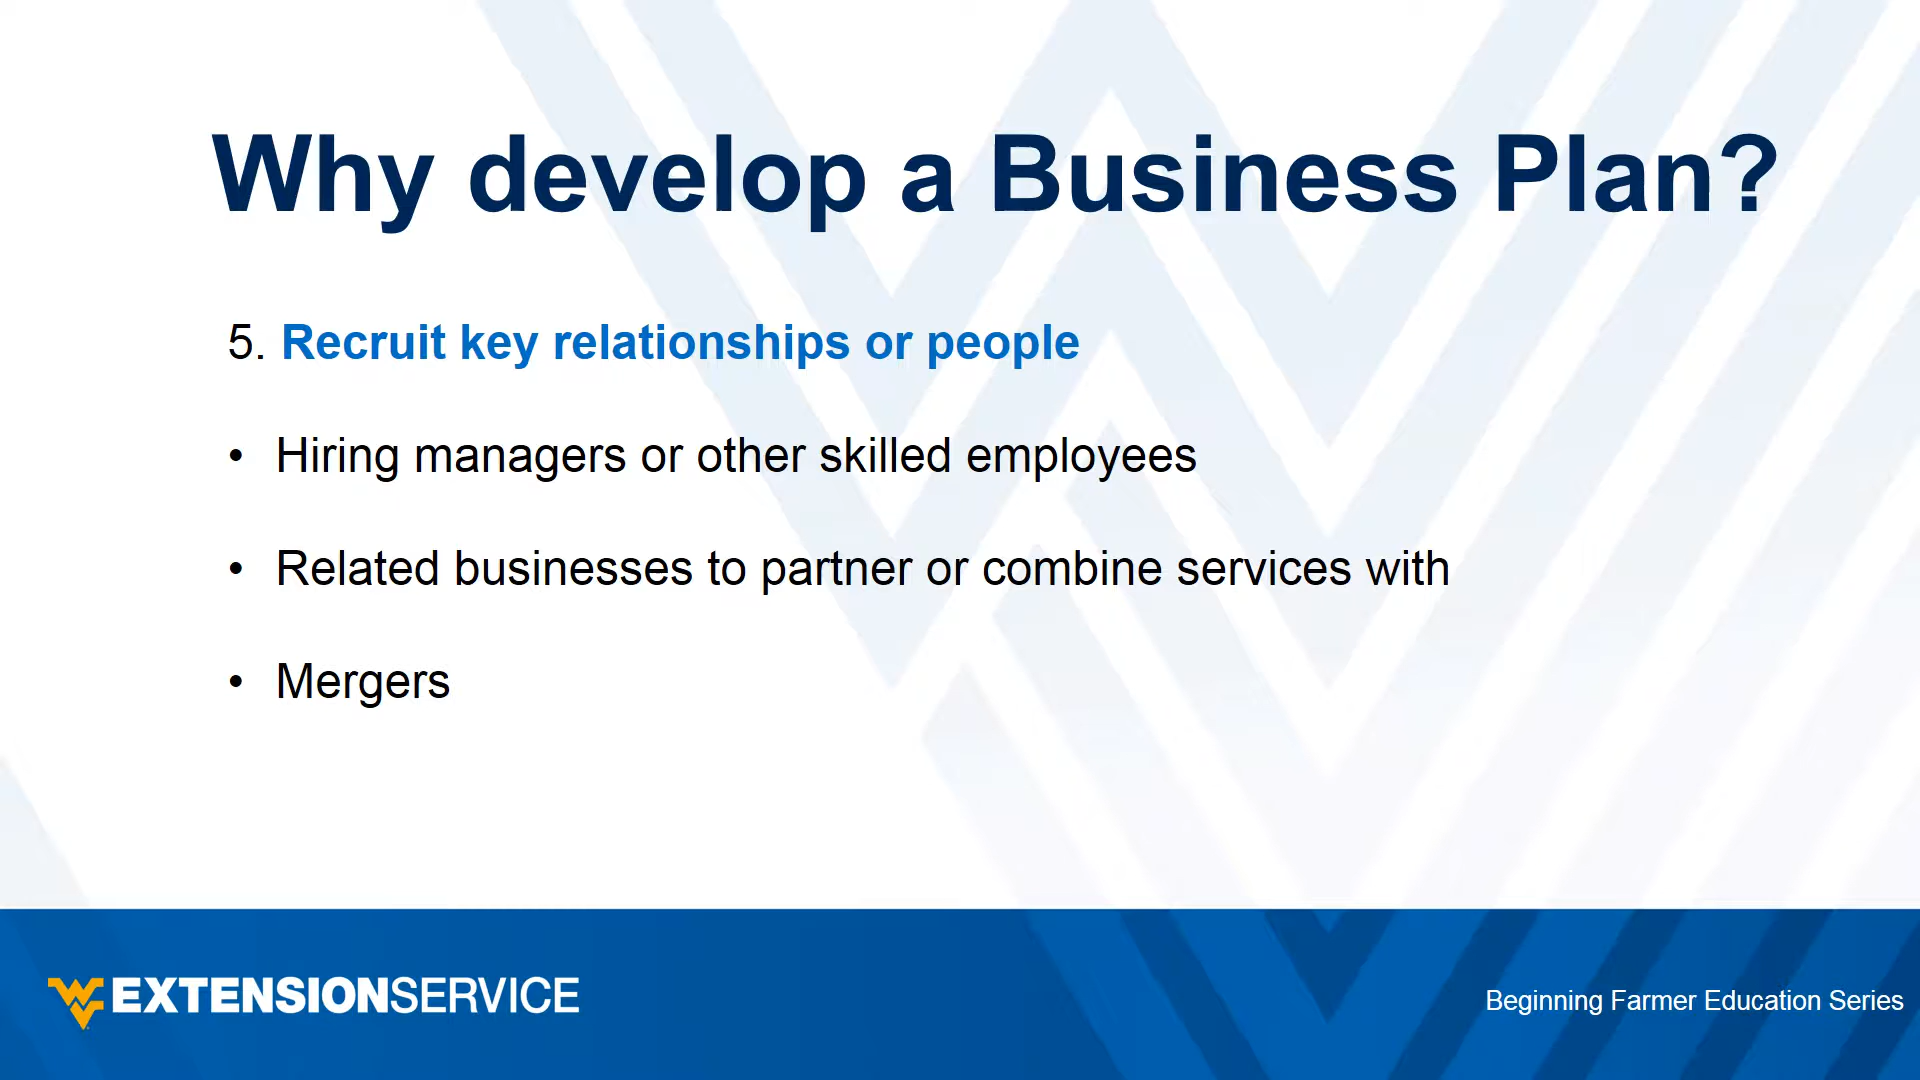 Why develop a Business Plan?
5. Recruit key relationships or people
• Hiring managers or other skilled employees
• Related businesses to partner or combine services with
• Mergers
WV EXTENSIONSERVICE
Beginning Farmer Education Series